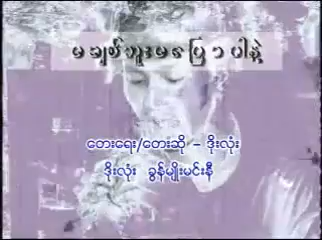 မချစ်ဘူးမပြောပါနဲ့
တေးရေး/တေးဆို - ဒိုးလုံး
ဒိုးလုံး ခွန်မျိုးမင်းနီ